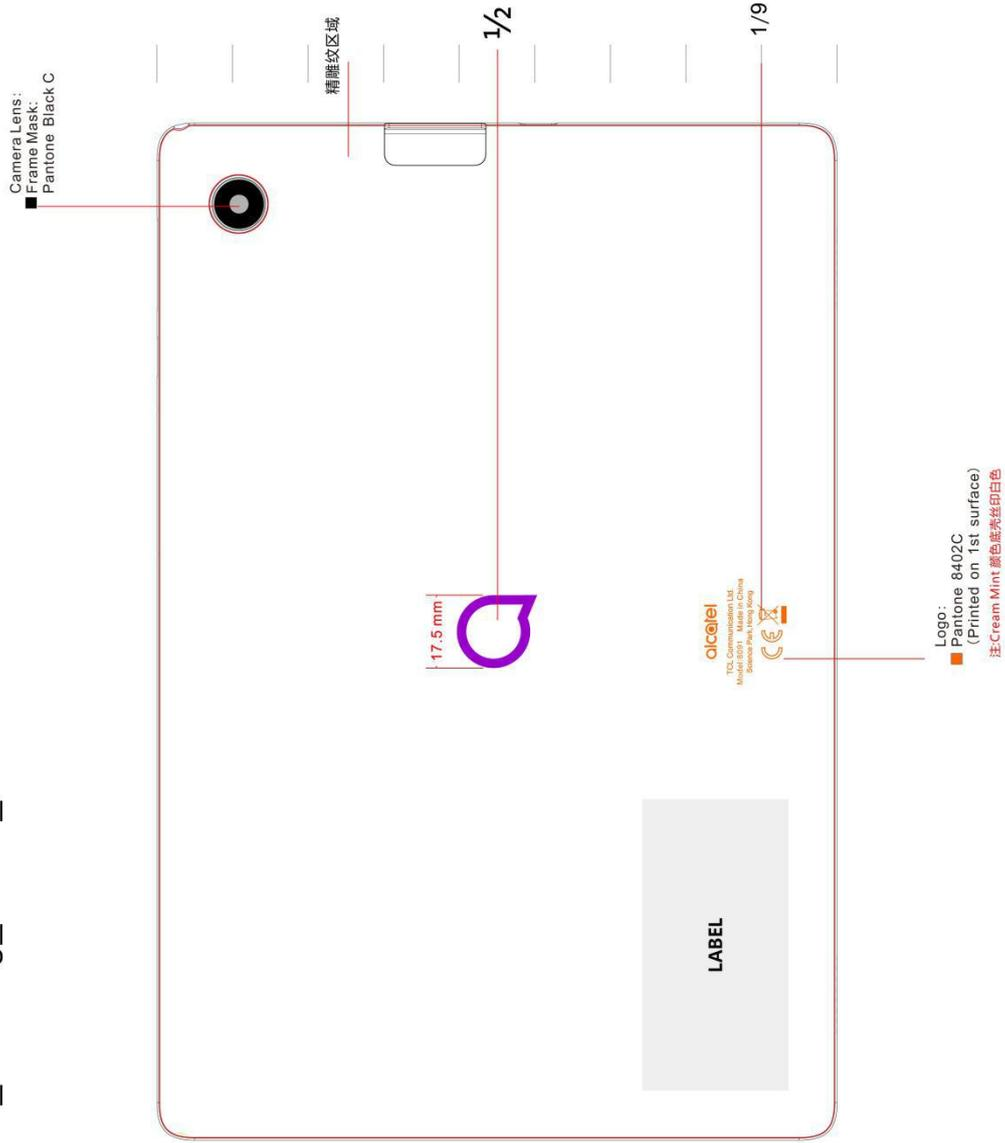 Camera Lens:
Frame Mask:
Pantone Black C
精雕纹区域
1/2
1/9
17.5 mm
alcatel
TCL Communication Ltd.
Model:8091 Made in China
Science Park,Hong Kong
CE
LABEL
Logo:
Pantone 8402C
(Printed on 1st surface)
注:Cream Mint 颜色底壳丝印白色